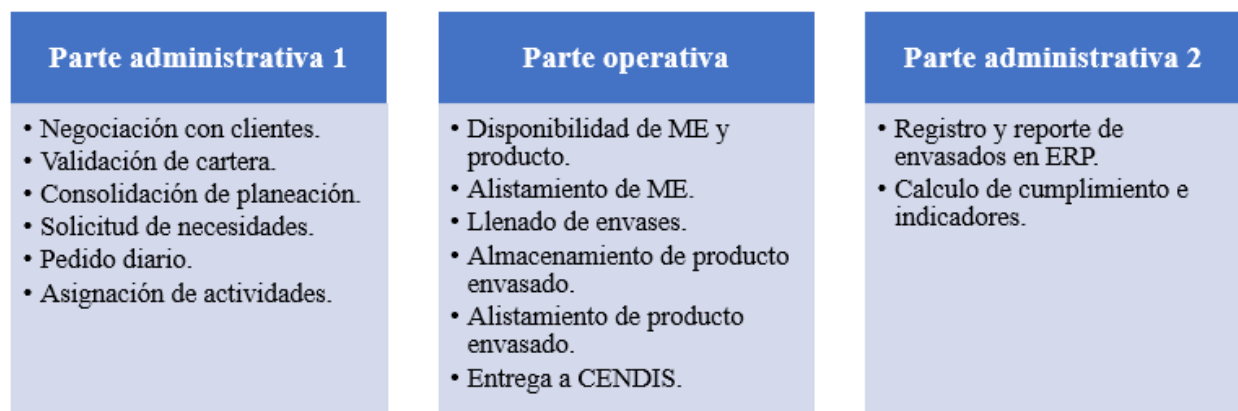 Parte administrativa 1
• Negociación con clientes.
• Validación de cartera.
• Consolidación de planeación.
• Solicitud de necesidades.
• Pedido diario.
• Asignación de actividades.
Parte operativa
• Disponibilidad de ME y
producto.
• Alistamiento de ME.
• Llenado de envases.
• Almacenamiento de producto
envasado.
• Alistamiento de producto
envasado.
• Entrega a CENDIS.
Parte administrativa 2
• Registro y reporte de
envasados en ERP.
• Calculo de cumplimiento e
indicadores.